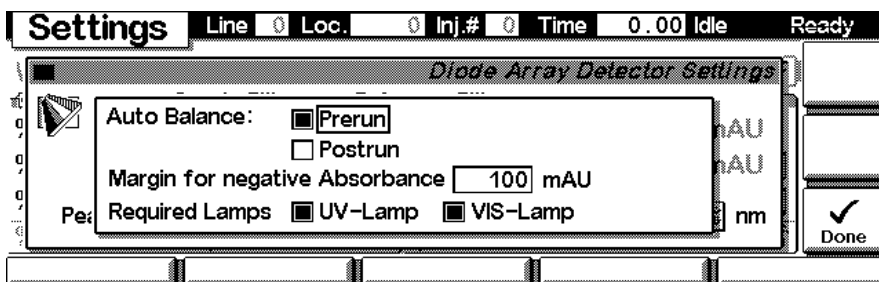 Settings Line 0 Loc. 0 Inj.# 0 Time 0.00 Idle Ready
Diode Array Detector Settings
Auto Balance: Prerun
mAU
Postrun
mAU
Margin for negative Absorbance 100 mAU
Required Lamps UV-Lamp VIS-Lamp
nm
Done